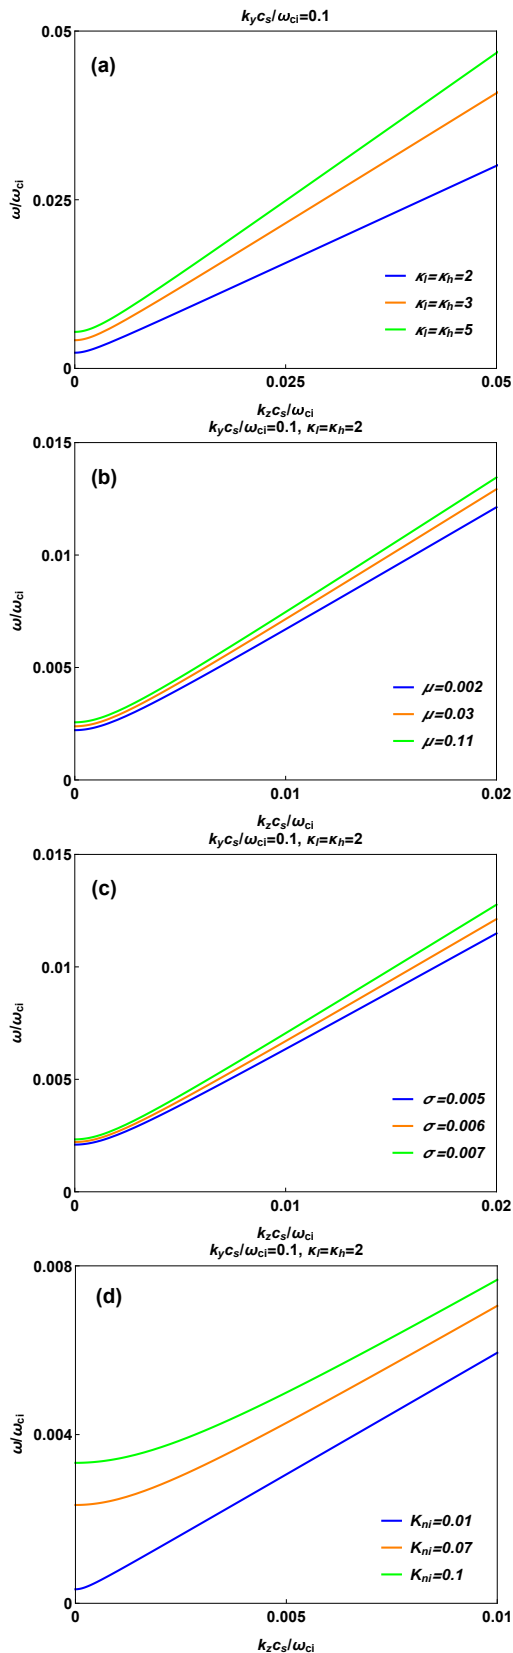 k_y c_s/ω_ci=0.1
0.05
(a)
ω/ω_ci
0.025
κ_l=κ_h=2
κ_l=κ_h=3
κ_l=κ_h=5
0
0 0.025 0.05
k_z c_s/ω_ci
k_y c_s/ω_ci=0.1, κ_l=κ_h=2
0.015
(b)
0.01
ω/ω_ci
0.005
μ=0.002
μ=0.03
μ=0.11
0
0 0.01 0.02
k_z c_s/ω_ci
k_y c_s/ω_ci=0.1, κ_l=κ_h=2
0.015
(c)
0.01
ω/ω_ci
0.005
σ=0.005
σ=0.006
σ=0.007
0
0 0.01 0.02
k_z c_s/ω_ci
k_y c_s/ω_ci=0.1, κ_l=κ_h=2
0.008
(d)
ω/ω_ci
0.004
K_ni=0.01
K_ni=0.07
K_ni=0.1
0
0 0.005 0.01
k_z c_s/ω_ci